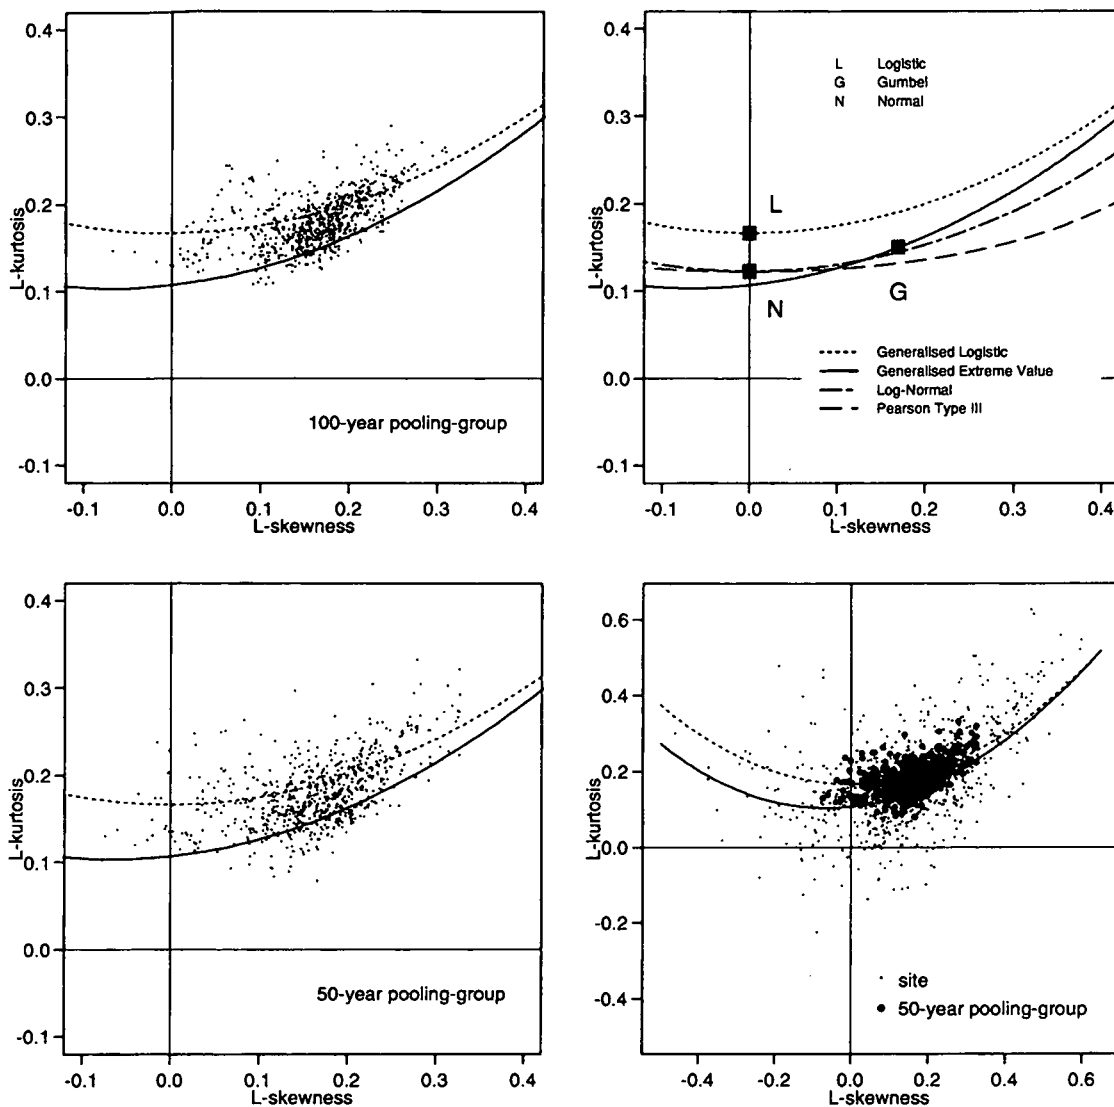 0.4
0.3
0.2
0.1
0.0
-0.1
L-kurtosis
100-year pooling-group
-0.1 0.0 0.1 0.2 0.3 0.4
L-skewness
0.4
0.3
0.2
0.1
0.0
-0.1
L-kurtosis
L Logistic
G Gumbel
N Normal
L
G
N
Generalised Logistic
Generalised Extreme Value
Log-Normal
Pearson Type III
-0.1 0.0 0.1 0.2 0.3 0.4
L-skewness
0.4
0.3
0.2
0.1
0.0
-0.1
L-kurtosis
50-year pooling-group
-0.1 0.0 0.1 0.2 0.3 0.4
L-skewness
0.6
0.4
0.2
0.0
-0.2
-0.4
L-kurtosis
site
50-year pooling-group
-0.4 -0.2 0.0 0.2 0.4 0.6
L-skewness